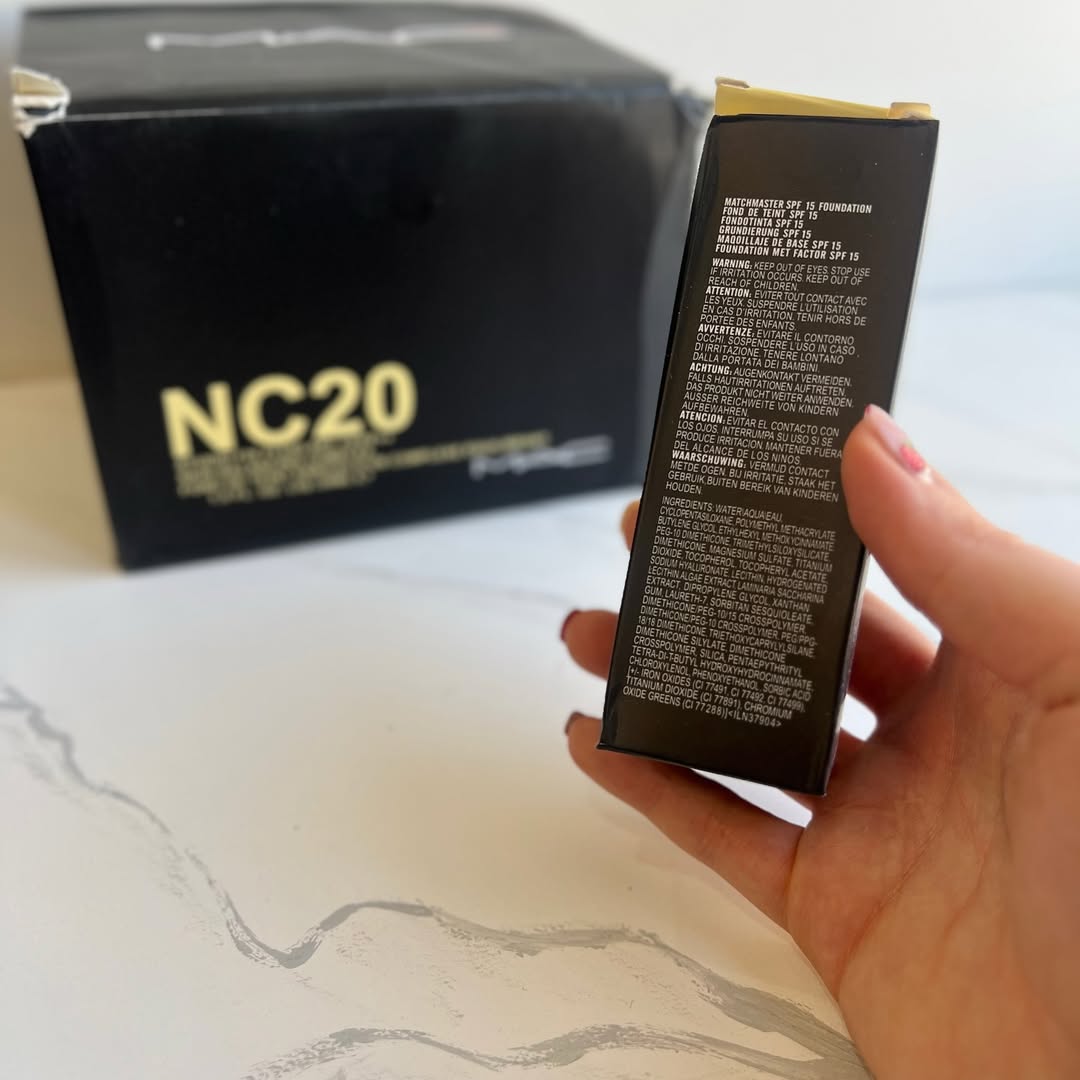 MAC
NC20
MAC
MATCHMASTER SPF 15 FOUNDATION
FOND DE TEINT SPF 15
FONDOTINTA SPF 15
GRUNDIERUNG SPF 15
MAQUILLAJE DE BASE SPF 15
FOUNDATION MET FACTOR SPF 15
WARNING: KEEP OUT OF EYES. STOP USE
IF IRRITATION OCCURS. KEEP OUT OF
REACH OF CHILDREN.
ATTENTION: EVITER TOUT CONTACT AVEC
LES YEUX. SUSPENDRE L'UTILISATION
EN CAS D'IRRITATION. TENIR HORS DE
PORTEE DES ENFANTS.
AVVERTENZE: EVITARE IL CONTORNO
OCCHI. SOSPENDERE L'USO IN CASO
DI IRRITAZIONE. TENERE LONTANO
DALLA PORTATA DEI BAMBINI.
ACHTUNG: AUGENKONTAKT VERMEIDEN.
FALLS HAUTIRRITATIONEN AUFTRETEN.
DAS PRODUKT NICHT WEITER ANWENDEN.
AUSSER REICHWEITE VON KINDERN
AUFBEWAHREN.
ATENCION: EVITAR EL CONTACTO CON
LOS OJOS. INTERRUMPA SU USO SI SE
PRODUCE IRRITACION. MANTENER FUERA
DEL ALCANCE DE LOS NINOS.
WAARSCHUWING: VERMIJD CONTACT
METDE OGEN. BIJ IRRITATIE, STAAK HET
GEBRUIK.BUITEN BEREIK VAN KINDEREN
HOUDEN.
INGREDIENTS: WATER\AQUA\EAU,
CYCLOPENTASILOXANE, POLYMETHYL METHACRYLATE
BUTYLENE GLYCOL, ETHYLHEXYL METHOXYCINNAMATE,
PEG-10 DIMETHICONE, TRIMETHYLSILOXYSILICATE,
DIMETHICONE, MAGNESIUM SULFATE, TITANIUM
DIOXIDE, TOCOPHEROL, TOCOPHERYL ACETATE,
SODIUM HYALURONATE, LECITHIN, HYDROGENATED
LECITHIN, ALGAE EXTRACT, LAMINARIA SACCHARINA
EXTRACT, DIPROPYLENE GLYCOL, XANTHAN
GUM, LAURETH-7, SORBITAN SESQUIOLEATE,
DIMETHICONE/PEG-10/15 CROSSPOLYMER,
DIMETHICONE/PEG-10 CROSSPOLYMER, PEG/PPG-
18/18 DIMETHICONE, TRIETHOXYCAPRYLYLSILANE,
DIMETHICONE SILYLATE, DIMETHICONE
CROSSPOLYMER, SILICA, PENTAERYTHRITYL
TETRA-DI-T-BUTYL HYDROXYHYDROCINNAMATE,
CHLOROXYLENOL, PHENOXYETHANOL, SORBIC ACID
[+/- IRON OXIDES (CI 77491, CI 77492, CI 77499),
TITANIUM DIOXIDE (CI 77891), CHROMIUM
OXIDE GREENS (CI 77288)]<ILN37904>